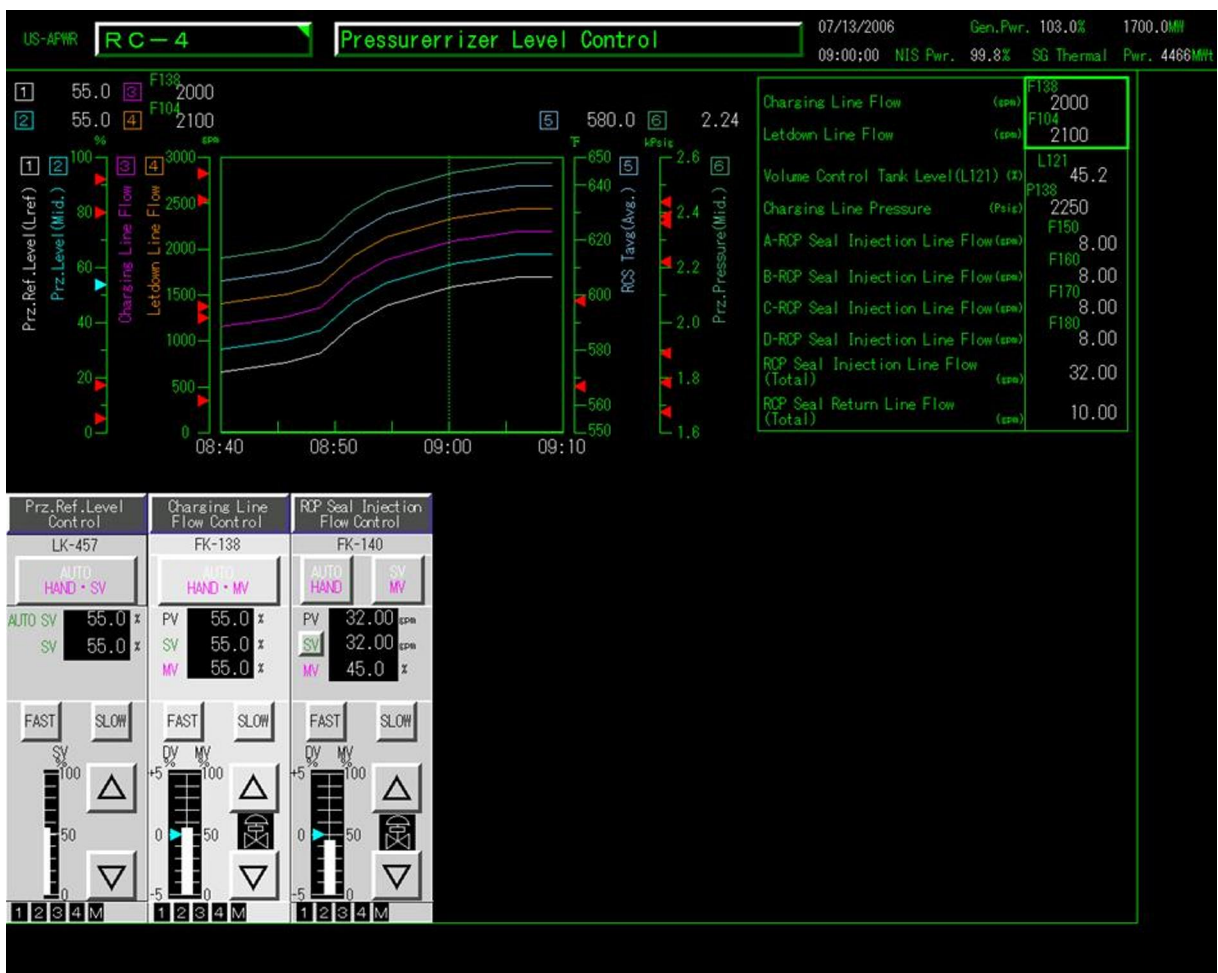 US-APWR RC-4 Pressurerrizer Level Control 07/13/2006 Gen.Pwr. 103.0% 1700.0MW
09:00;00 NIS Pwr. 99.8% SG Thermal Pwr. 4466MWt
1 55.0 3 F138 2000
2 55.0 4 F104 2100
5 580.0 6 2.24
% gpm °F kPsig
1 2 3 4 5 6
Prz.Ref.Level(Lref)
Prz.Level(Mid.)
Charging Line Flow
Letdown Line Flow
RCS Tavg(Avg.)
Prz.Pressure(Mid.)
100 80 60 40 20 0
3000 2500 2000 1500 1000 500 0
650 640 620 600 580 560 550
2.6 2.4 2.2 2.0 1.8 1.6
08:40 08:50 09:00 09:10
Charging Line Flow (gpm) F138 2000
Letdown Line Flow (gpm) F104 2100
Volume Control Tank Level(L121) (%) L121 45.2
Charging Line Pressure (Psig) P138 2250
A-RCP Seal Injection Line Flow(gpm) F150 8.00
B-RCP Seal Injection Line Flow(gpm) F160 8.00
C-RCP Seal Injection Line Flow(gpm) F170 8.00
D-RCP Seal Injection Line Flow(gpm) F180 8.00
RCP Seal Injection Line Flow
(Total) (gpm) 32.00
RCP Seal Return Line Flow
(Total) (gpm) 10.00
Prz.Ref.Level
Control
LK-457
AUTO
HAND・SV
AUTO SV 55.0 %
SV 55.0 %
FAST SLOW
SV
%
100
50
0
1 2 3 4 M
Charging Line
Flow Control
FK-138
AUTO
HAND・MV
PV 55.0 %
SV 55.0 %
MV 55.0 %
FAST SLOW
DV MV
% %
+5 100
0 50
-5 0
1 2 3 4 M
RCP Seal Injection
Flow Control
FK-140
AUTO SV
HAND MV
PV 32.00 gpm
SV 32.00 gpm
MV 45.0 %
FAST SLOW
DV MV
% %
+5 100
0 50
-5 0
1 2 3 4 M